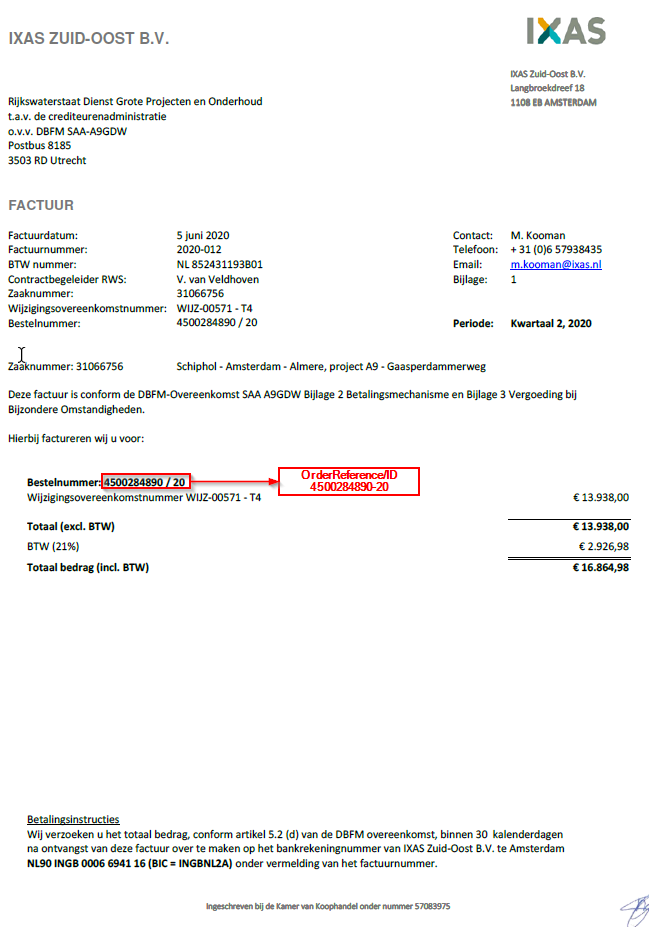 IXAS ZUID-OOST B.V.
IXAS
IXAS Zuid-Oost B.V.
Langbroekdreef 18
1108 EB AMSTERDAM
Rijkswaterstaat Dienst Grote Projecten en Onderhoud
t.a.v. de crediteurenadministratie
o.v.v. DBFM SAA-A9GDW
Postbus 8185
3503 RD Utrecht
FACTUUR
Factuurdatum: 5 juni 2020 Contact: M. Kooman
Factuurnummer: 2020-012 Telefoon: + 31 (0)6 57938435
BTW nummer: NL 852431193B01 Email: m.kooman@ixas.nl
Contractbegeleider RWS: V. van Veldhoven Bijlage: 1
Zaaknummer: 31066756
Wijzigingsovereenkomstnummer: WIJZ-00571 - T4
Bestelnummer: 4500284890 / 20 Periode: Kwartaal 2, 2020
Zaaknummer: 31066756 Schiphol - Amsterdam - Almere, project A9 - Gaasperdammerweg
Deze factuur is conform de DBFM-Overeenkomst SAA A9GDW Bijlage 2 Betalingsmechanisme en Bijlage 3 Vergoeding bij
Bijzondere Omstandigheden.
Hierbij factureren wij u voor:
Bestelnummer: 4500284890 / 20
OrderReference/ID
4500284890-20
Wijzigingsovereenkomstnummer WIJZ-00571 - T4 € 13.938,00
Totaal (excl. BTW) € 13.938,00
BTW (21%) € 2.926,98
Totaal bedrag (incl. BTW) € 16.864,98
Betalingsinstructies
Wij verzoeken u het totaal bedrag, conform artikel 5.2 (d) van de DBFM overeenkomst, binnen 30 kalenderdagen
na ontvangst van deze factuur over te maken op het bankrekeningnummer van IXAS Zuid-Oost B.V. te Amsterdam
NL90 INGB 0006 6941 16 (BIC = INGBNL2A) onder vermelding van het factuurnummer.
Ingeschreven bij de Kamer van Koophandel onder nummer 57083975